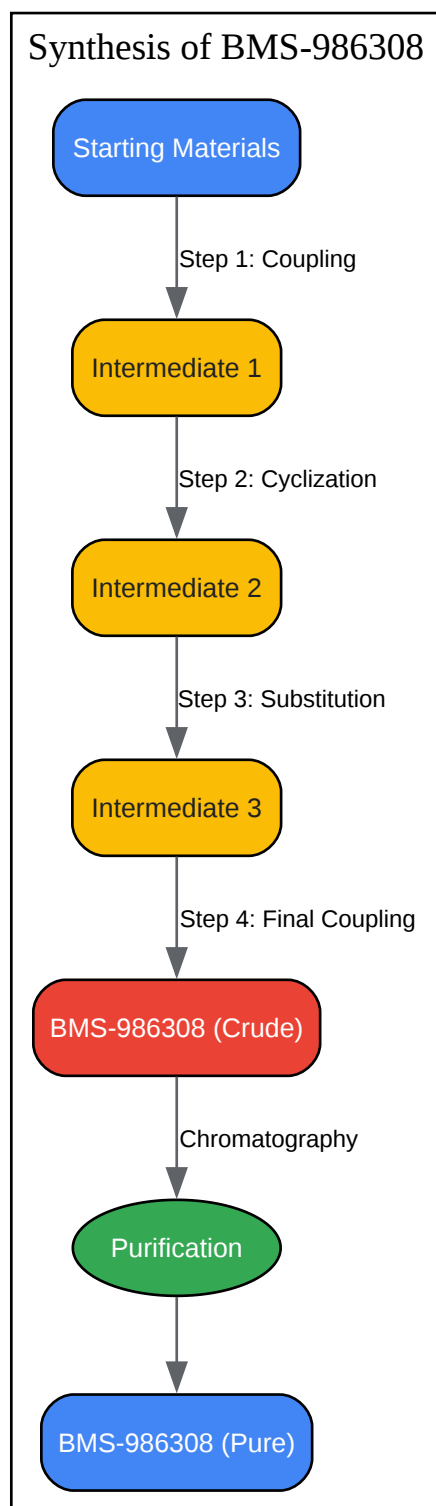 Synthesis of BMS-986308
Starting Materials
Step 1: Coupling
Intermediate 1
Step 2: Cyclization
Intermediate 2
Step 3: Substitution
Intermediate 3
Step 4: Final Coupling
BMS-986308 (Crude)
Chromatography
Purification
BMS-986308 (Pure)